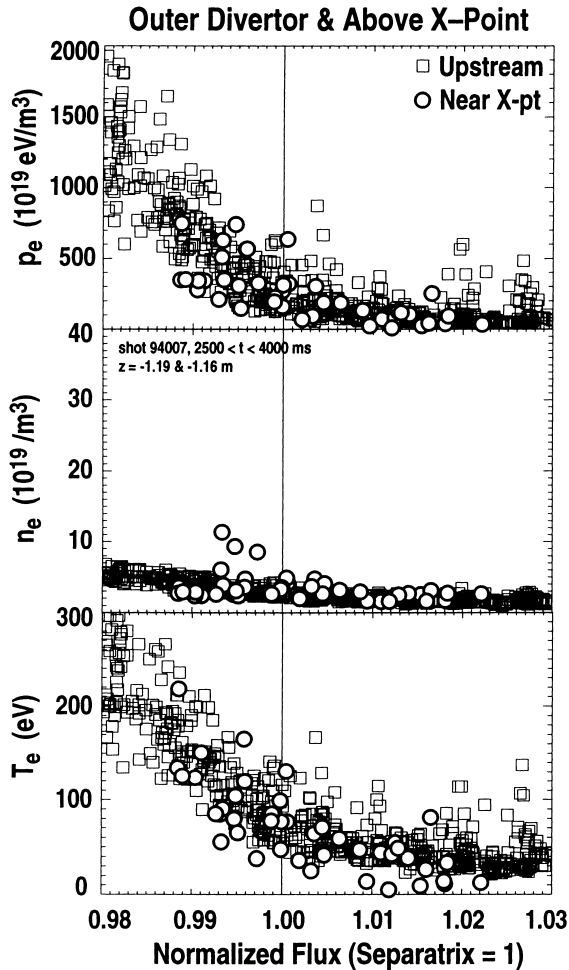 Outer Divertor & Above X–Point
2000
1500
1000
500
pe (10^19 eV/m^3)
Upstream
Near X-pt
40
30
20
10
ne (10^19 /m^3)
shot 94007, 2500 < t < 4000 ms
z = -1.19 & -1.16 m
300
200
100
0
Te (eV)
0.98 0.99 1.00 1.01 1.02 1.03
Normalized Flux (Separatrix = 1)